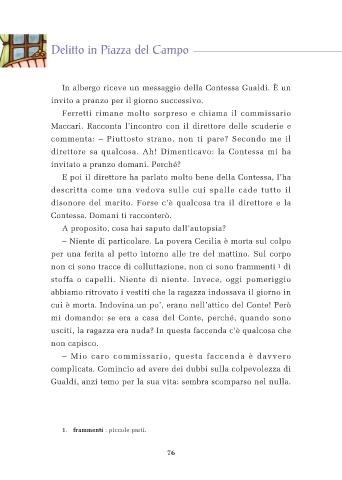 Delitto in Piazza del Campo
In albergo riceve un messaggio della Contessa Gualdi. È un
invito a pranzo per il giorno successivo.
Ferretti rimane molto sorpreso e chiama il commissario
Maccari. Racconta l'incontro con il direttore delle scuderie e
commenta: – Piuttosto strano, non ti pare? Secondo me il
direttore sa qualcosa. Ah! Dimenticavo: la Contessa mi ha
invitato a pranzo domani. Perché?
E poi il direttore ha parlato molto bene della Contessa, l'ha
descritta come una vedova sulle cui spalle cade tutto il
disonore del marito. Forse c'è qualcosa tra il direttore e la
Contessa. Domani ti racconterò.
A proposito, cosa hai saputo dall'autopsia?
– Niente di particolare. La povera Cecilia è morta sul colpo
per una ferita al petto intorno alle tre del mattino. Sul corpo
non ci sono tracce di colluttazione, non ci sono frammenti ¹ di
stoffa o capelli. Niente di niente. Invece, oggi pomeriggio
abbiamo ritrovato i vestiti che la ragazza indossava il giorno in
cui è morta. Indovina un po', erano nell'attico del Conte! Però
mi domando: se era a casa del Conte, perché, quando sono
usciti, la ragazza era nuda? In questa faccenda c'è qualcosa che
non capisco.
– Mio caro commissario, questa faccenda è davvero
complicata. Comincio ad avere dei dubbi sulla colpevolezza di
Gualdi, anzi temo per la sua vita: sembra scomparso nel nulla.
1. frammenti : piccole parti.
76